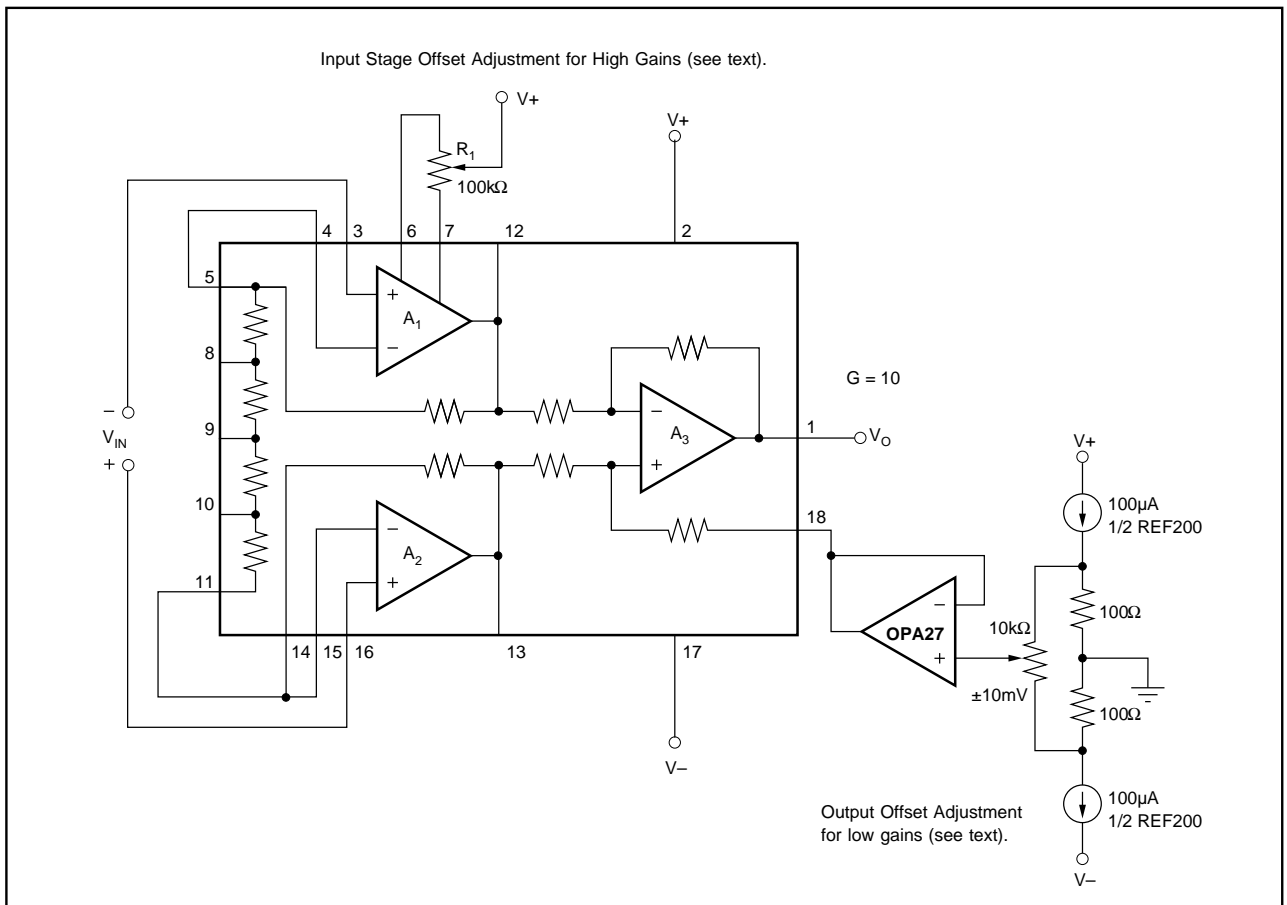 Input Stage Offset Adjustment for High Gains (see text).
V+
V+
R1
100kΩ
4 3 6 7 12 2
5
+
A1
−
8
−
VIN
+
9
10
11
−
A3
+
G = 10
1
VO
18
−
A2
+
14 15 16 13 17
V–
V+
100µA
1/2 REF200
−
OPA27
+
10kΩ
±10mV
100Ω
100Ω
100µA
1/2 REF200
V–
Output Offset Adjustment
for low gains (see text).